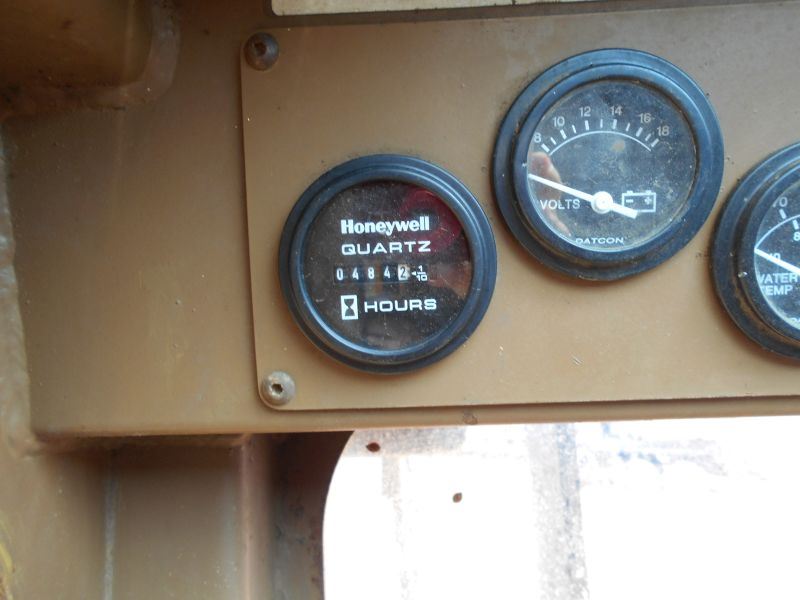 Honeywell
QUARTZ
04842 1/10
HOURS
8 10 12 14 16 18
VOLTS
DATCON
WATER
TEMP